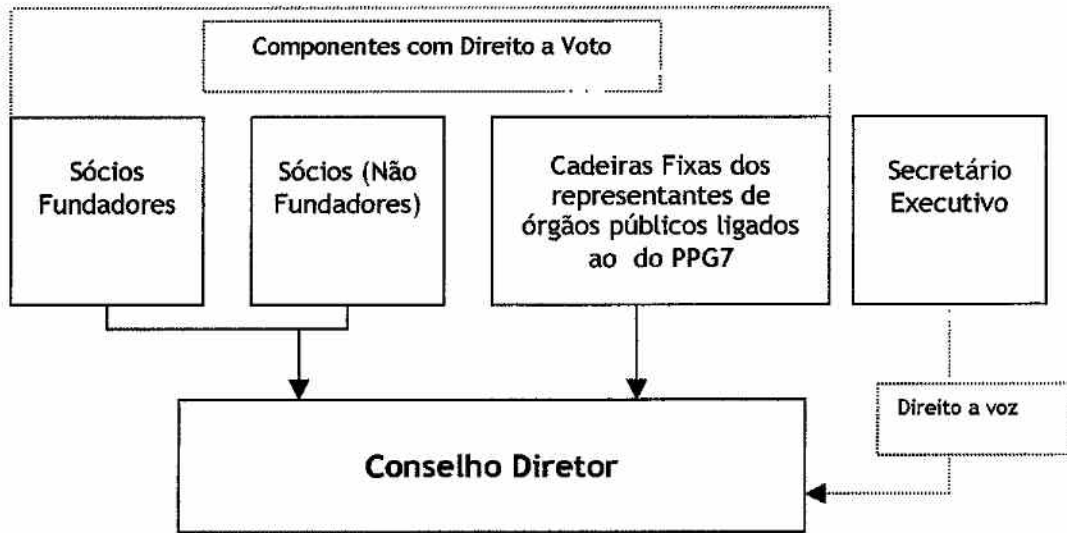 Componentes com Direito a Voto
Sócios
Fundadores
Sócios (Não
Fundadores)
Cadeiras Fixas dos
representantes de
órgãos públicos ligados
ao do PPG7
Secretário
Executivo
Direito a voz
Conselho Diretor